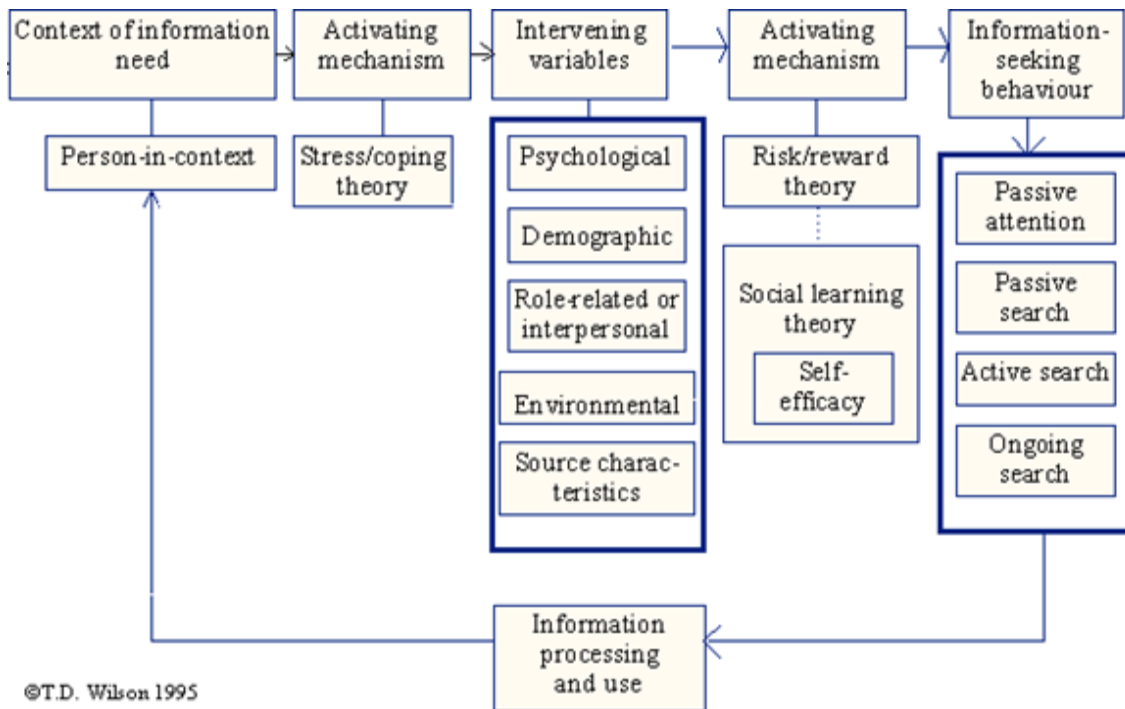 Context of information
need
Activating
mechanism
Intervening
variables
Activating
mechanism
Information-
seeking
behaviour
Person-in-context
Stress/coping
theory
Psychological
Demographic
Role-related or
interpersonal
Environmental
Source charac-
teristics
Risk/reward
theory
Social learning
theory
Self-
efficacy
Passive
attention
Passive
search
Active search
Ongoing
search
Information
processing
and use
©T.D. Wilson 1995